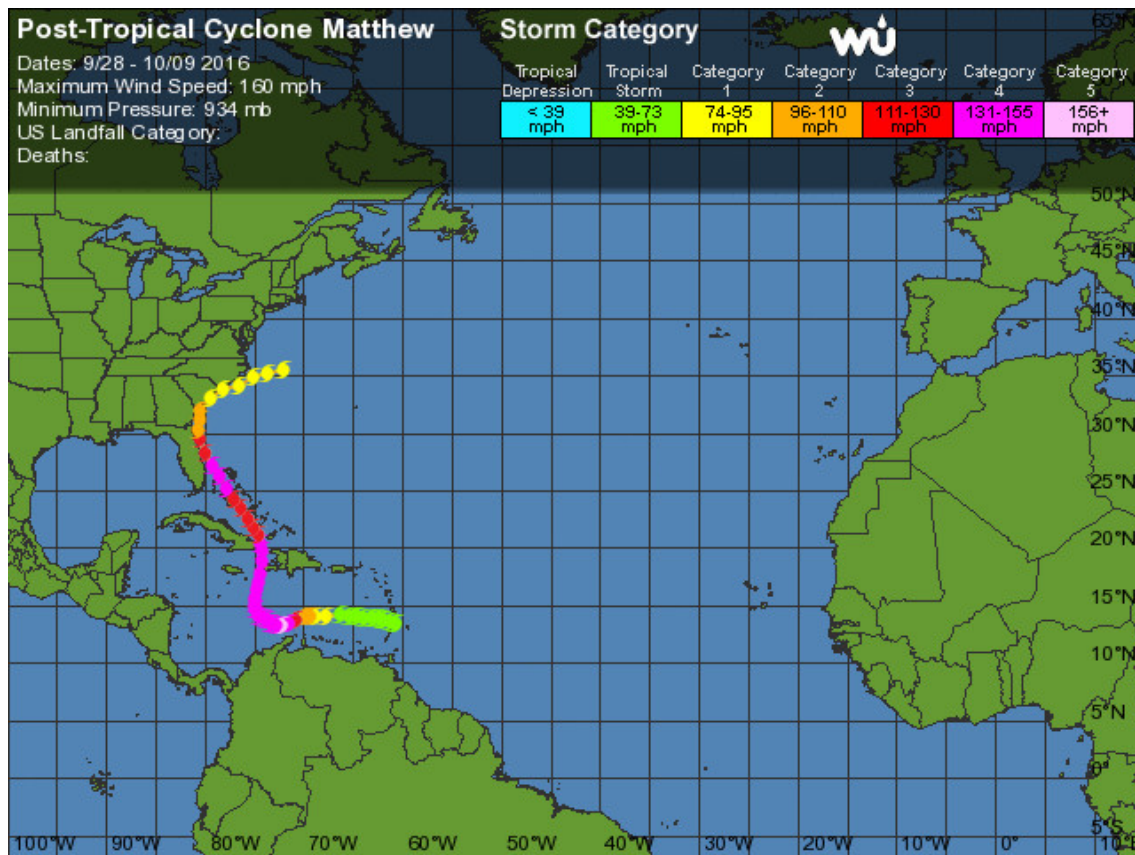 Post-Tropical Cyclone Matthew
Dates: 9/28 - 10/09 2016
Maximum Wind Speed: 160 mph
Minimum Pressure: 934 mb
US Landfall Category:
Deaths:
Storm Category
wu
Tropical Depression
< 39 mph
Tropical Storm
39-73 mph
Category 1
74-95 mph
Category 2
96-110 mph
Category 3
111-130 mph
Category 4
131-155 mph
Category 5
156+ mph
65°N
50°N
45°N
40°N
35°N
30°N
25°N
20°N
15°N
10°N
5°N
0°
5°S
100°W 90°W 80°W 70°W 60°W 50°W 40°W 30°W 20°W 10°W 0° 10°E